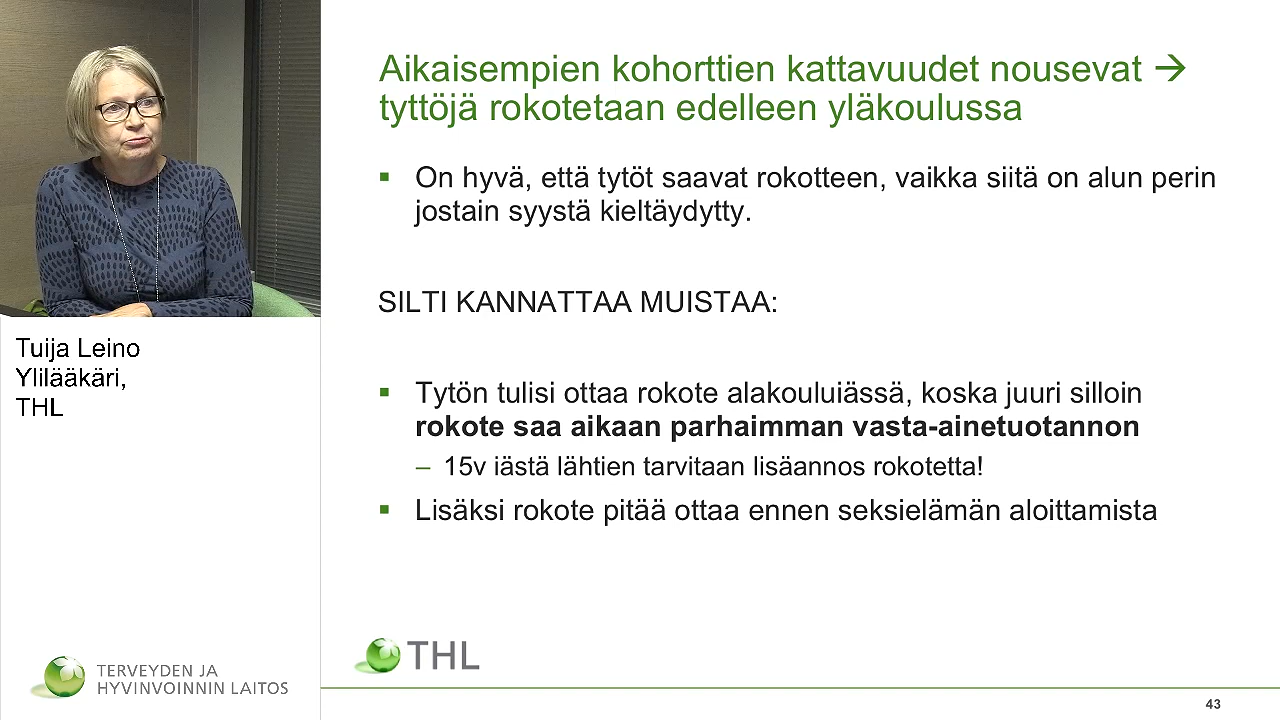 Aikaisempien kohorttien kattavuudet nousevat →
tyttöjä rokotetaan edelleen yläkoulussa
▪ On hyvä, että tytöt saavat rokotteen, vaikka siitä on alun perin
jostain syystä kieltäydytty.
SILTI KANNATTAA MUISTAA:
▪ Tytön tulisi ottaa rokote alakouluiässä, koska juuri silloin
rokote saa aikaan parhaimman vasta-ainetuotannon
– 15v iästä lähtien tarvitaan lisäannos rokotetta!
▪ Lisäksi rokote pitää ottaa ennen seksielämän aloittamista
Tuija Leino
Ylilääkäri,
THL
TERVEYDEN JA
HYVINVOINNIN LAITOS
THL
43